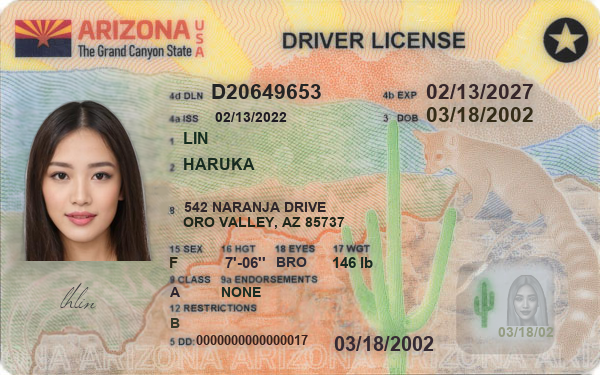 ARIZONA USA
The Grand Canyon State
DRIVER LICENSE
4d DLN D20649653
4b EXP 02/13/2027
4a ISS 02/13/2022
3 DOB 03/18/2002
1 LIN
2 HARUKA
8 542 NARANJA DRIVE
ORO VALLEY, AZ 85737
15 SEX 16 HGT 18 EYES 17 WGT
F 7'-06" BRO 146 lb
9 CLASS 9a ENDORSEMENTS
A NONE
12 RESTRICTIONS
B
5 DD: 0000000000000017
03/18/2002
03/18/02
ARIZONA ARIZONA ARIZONA ARIZONA